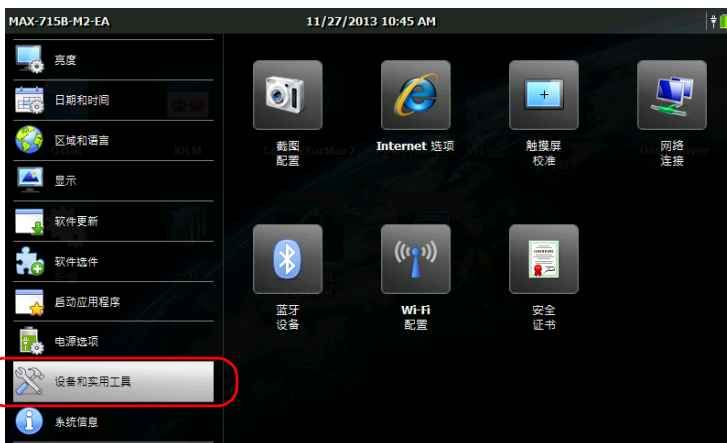 MAX-715B-M2-EA
11/27/2013 10:45 AM
亮度
日期和时间
区域和语言
显示
软件更新
软件选件
启动应用程序
电源选项
设备和实用工具
系统信息
截图
配置
Internet 选项
触摸屏
校准
网络
连接
蓝牙
设备
Wi-Fi
配置
安全
证书